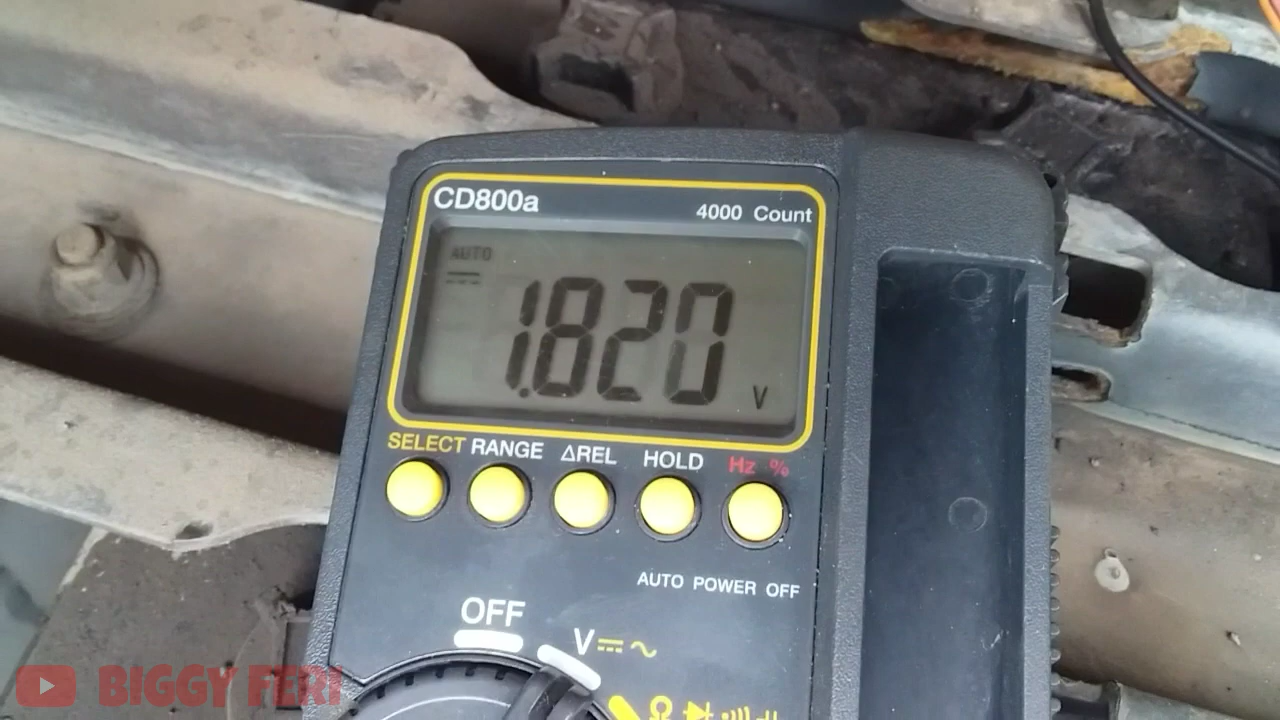 CD800a
4000 Count
AUTO
1.820 V
SELECT RANGE ΔREL HOLD Hz %
AUTO POWER OFF
OFF
V
Ω
BIGGY FERI